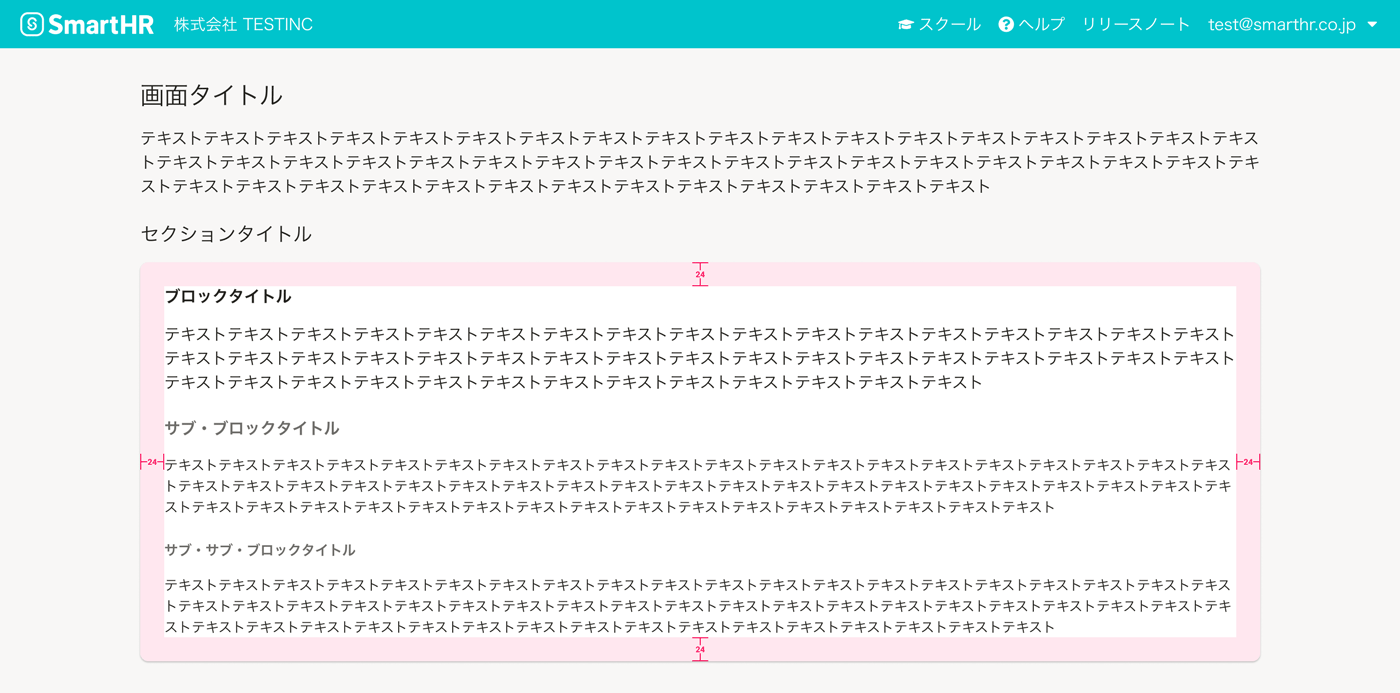 SmartHR 株式会社 TESTINC スクール ヘルプ リリースノート test@smarthr.co.jp
画面タイトル
テキストテキストテキストテキストテキストテキストテキストテキストテキストテキストテキストテキストテキストテキストテキストテキストテキストテキス
トテキストテキストテキストテキストテキストテキストテキストテキストテキストテキストテキストテキストテキストテキストテキストテキストテキストテキ
ストテキストテキストテキストテキストテキストテキストテキストテキストテキストテキストテキストテキストテキスト
セクションタイトル
24
ブロックタイトル
テキストテキストテキストテキストテキストテキストテキストテキストテキストテキストテキストテキストテキストテキストテキストテキストテキスト
テキストテキストテキストテキストテキストテキストテキストテキストテキストテキストテキストテキストテキストテキストテキストテキストテキスト
テキストテキストテキストテキストテキストテキストテキストテキストテキストテキストテキストテキストテキスト
サブ・ブロックタイトル
24
テキストテキストテキストテキストテキストテキストテキストテキストテキストテキストテキストテキストテキストテキストテキストテキストテキストテキストテキストテキス
24
トテキストテキストテキストテキストテキストテキストテキストテキストテキストテキストテキストテキストテキストテキストテキストテキストテキストテキストテキストテキ
ストテキストテキストテキストテキストテキストテキストテキストテキストテキストテキストテキストテキストテキストテキストテキストテキスト
サブ・サブ・ブロックタイトル
テキストテキストテキストテキストテキストテキストテキストテキストテキストテキストテキストテキストテキストテキストテキストテキストテキストテキストテキストテキス
トテキストテキストテキストテキストテキストテキストテキストテキストテキストテキストテキストテキストテキストテキストテキストテキストテキストテキストテキストテキ
ストテキストテキストテキストテキストテキストテキストテキストテキストテキストテキストテキストテキストテキストテキストテキストテキスト
24